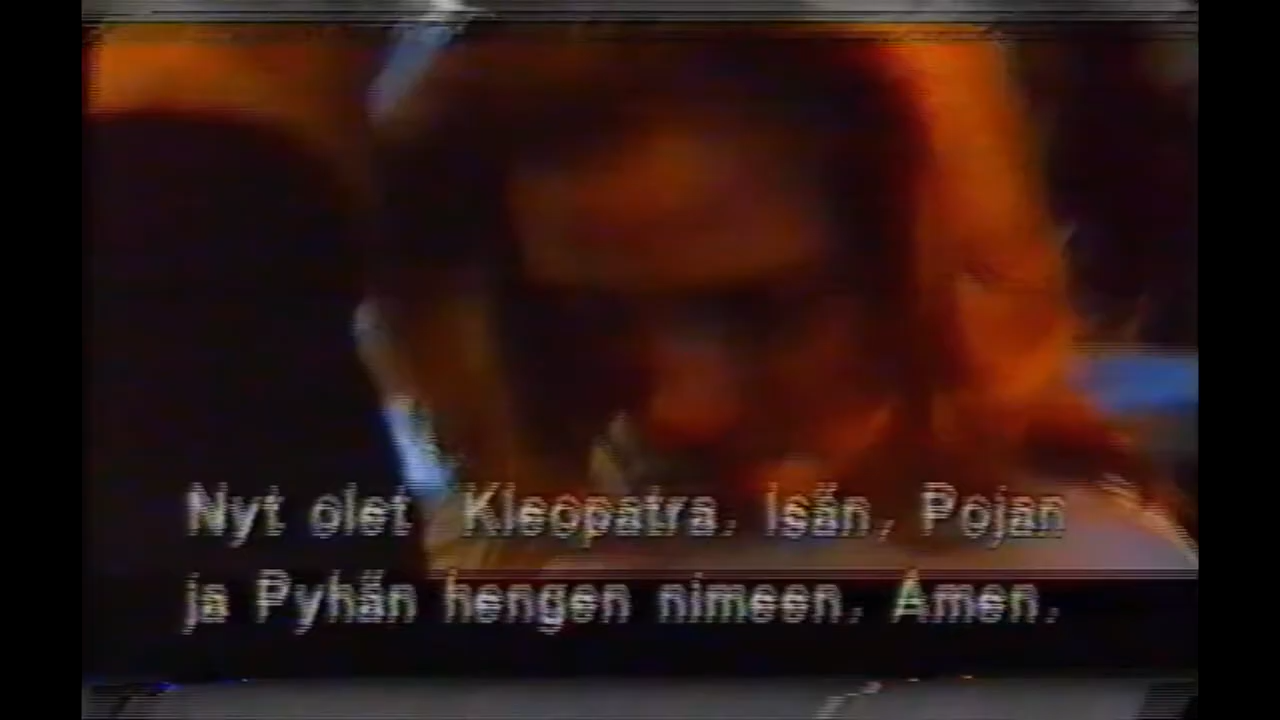 Nyt olet Kleopatra. Isän, Pojan
ja Pyhän hengen nimeen. Amen.